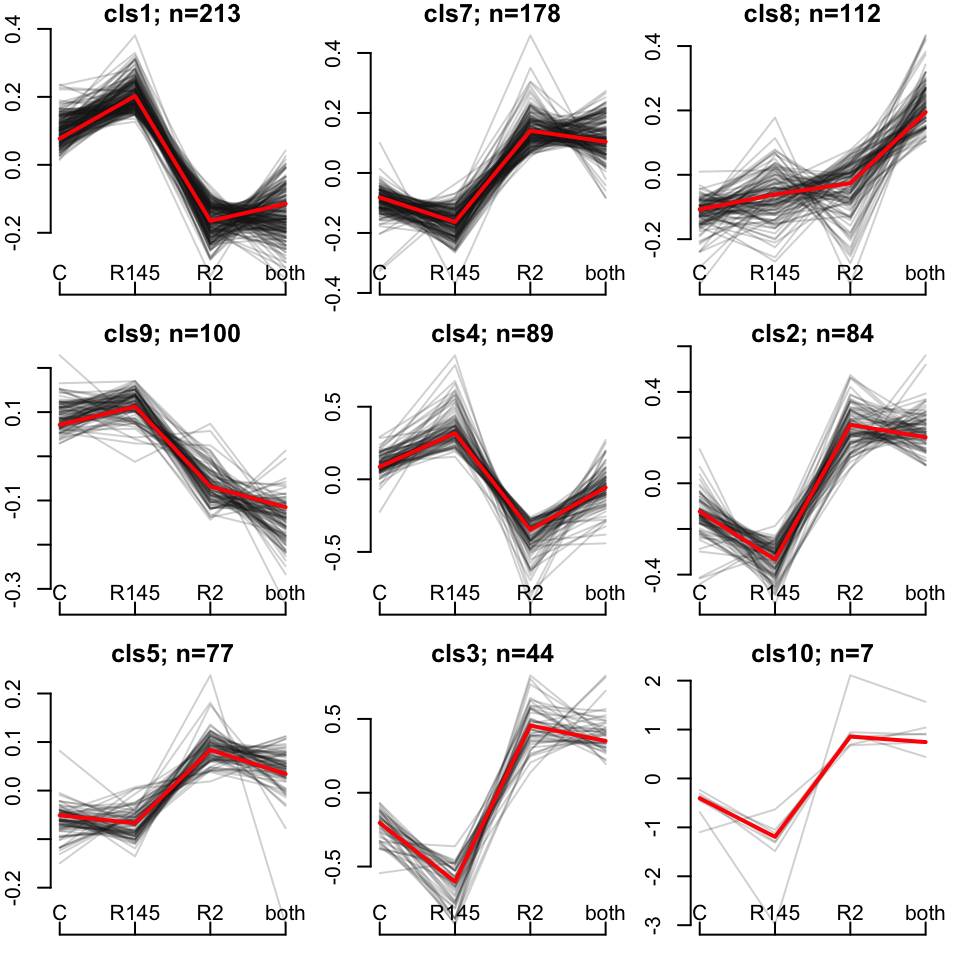 cls1; n=213
0.4
0.2
0.0
-0.2
C R145 R2 both
cls7; n=178
0.4
0.2
0.0
-0.2
-0.4
C R145 R2 both
cls8; n=112
0.4
0.2
0.0
-0.2
C R145 R2 both
cls9; n=100
0.1
-0.1
-0.3
C R145 R2 both
cls4; n=89
0.5
0.0
-0.5
C R145 R2 both
cls2; n=84
0.4
0.0
-0.4
C R145 R2 both
cls5; n=77
0.2
0.1
0.0
-0.2
C R145 R2 both
cls3; n=44
0.5
0.0
-0.5
C R145 R2 both
cls10; n=7
2
1
0
-1
-2
-3
C R145 R2 both